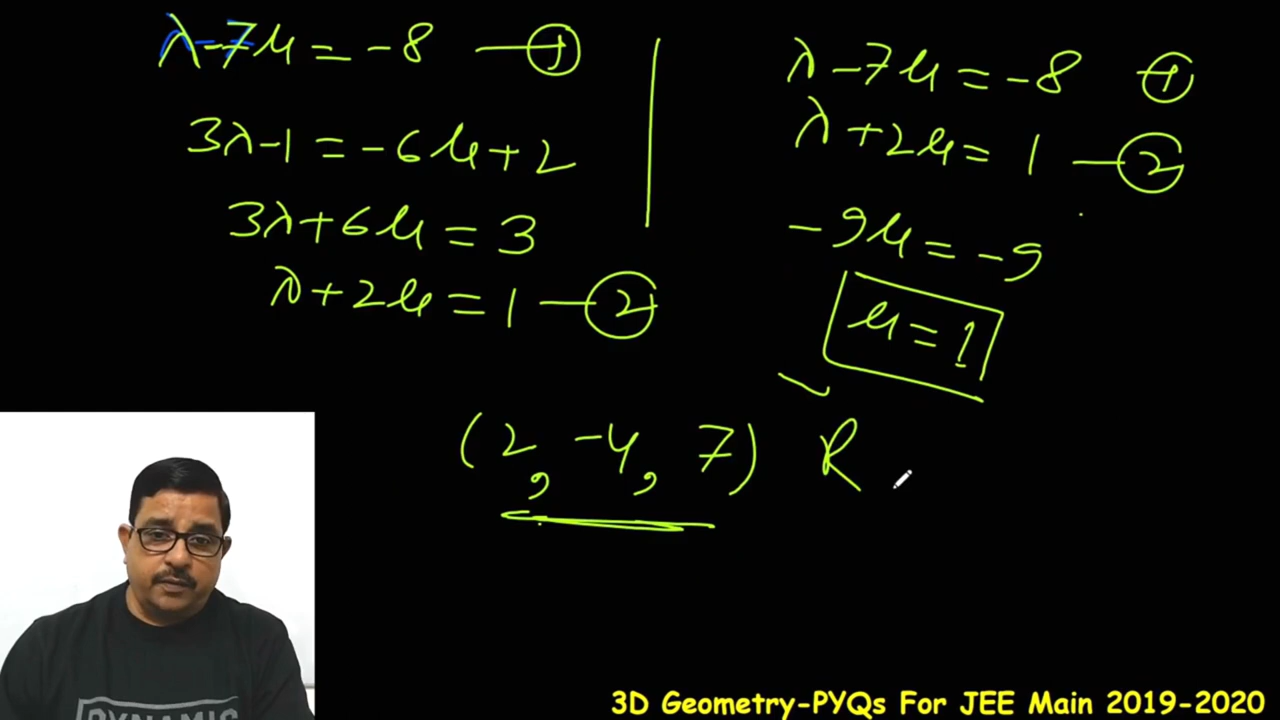 λ-7μ = -8 — ①
3λ-1 = -6μ+2
3λ+6μ = 3
λ+2μ = 1 — ②
λ-7μ = -8 ①
λ+2μ = 1 — ②
-9μ = -9
μ = 1
(2, -4, 7) R
3D Geometry-PYQs For JEE Main 2019-2020